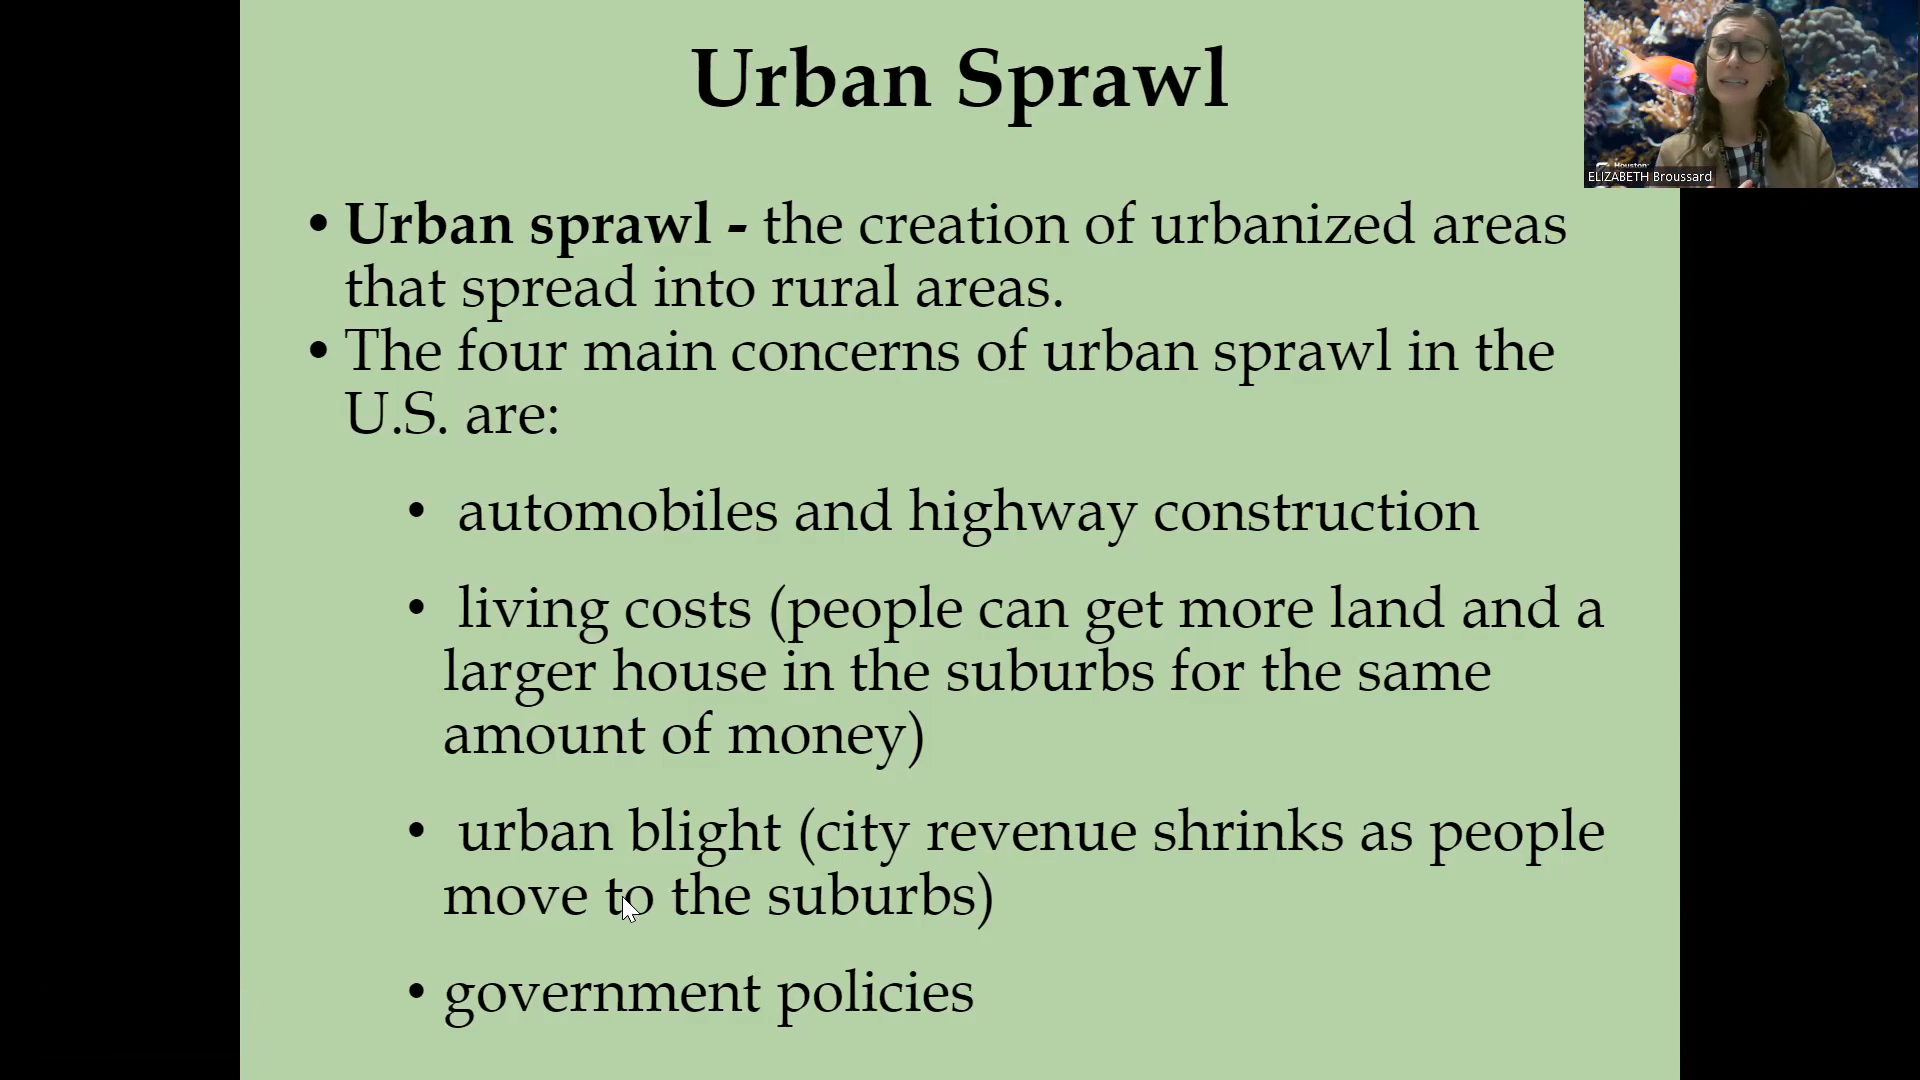 Urban Sprawl
• Urban sprawl - the creation of urbanized areas
that spread into rural areas.
• The four main concerns of urban sprawl in the
U.S. are:
• automobiles and highway construction
• living costs (people can get more land and a
larger house in the suburbs for the same
amount of money)
• urban blight (city revenue shrinks as people
move to the suburbs)
• government policies
Houston
ELIZABETH Broussard